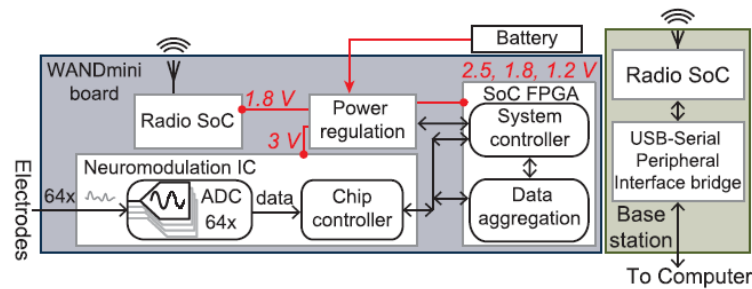 Battery
WANDmini
board
2.5, 1.8, 1.2 V
Radio SoC
1.8 V
Power
regulation
3 V
SoC FPGA
System
controller
Data
aggregation
Neuromodulation IC
Electrodes
64x
ADC
64x
data
Chip
controller
Radio SoC
USB-Serial
Peripheral
Interface bridge
Base
station
To Computer